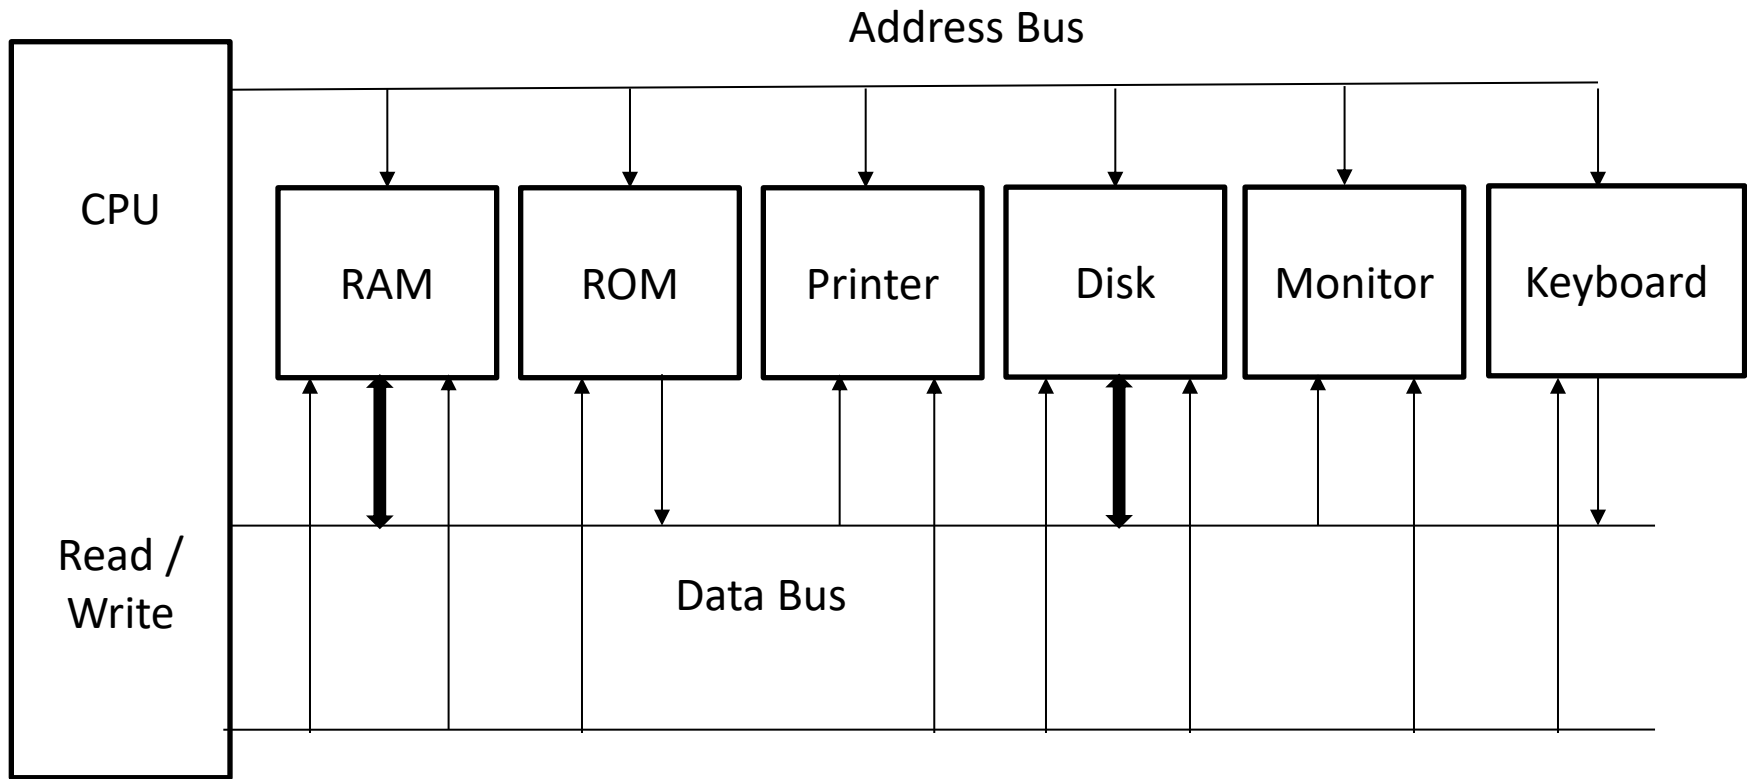 Address Bus
CPU
RAM
ROM
Printer
Disk
Monitor
Keyboard
Read /
Write
Data Bus